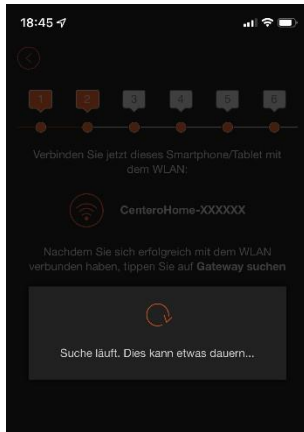 18:45
1 2 3 4 5 6
Verbinden Sie jetzt dieses Smartphone/Tablet mit
dem WLAN:
CenteroHome-XXXXXX
Nachdem Sie sich erfolgreich mit dem WLAN
verbunden haben, tippen Sie auf Gateway suchen
Suche läuft. Dies kann etwas dauern...